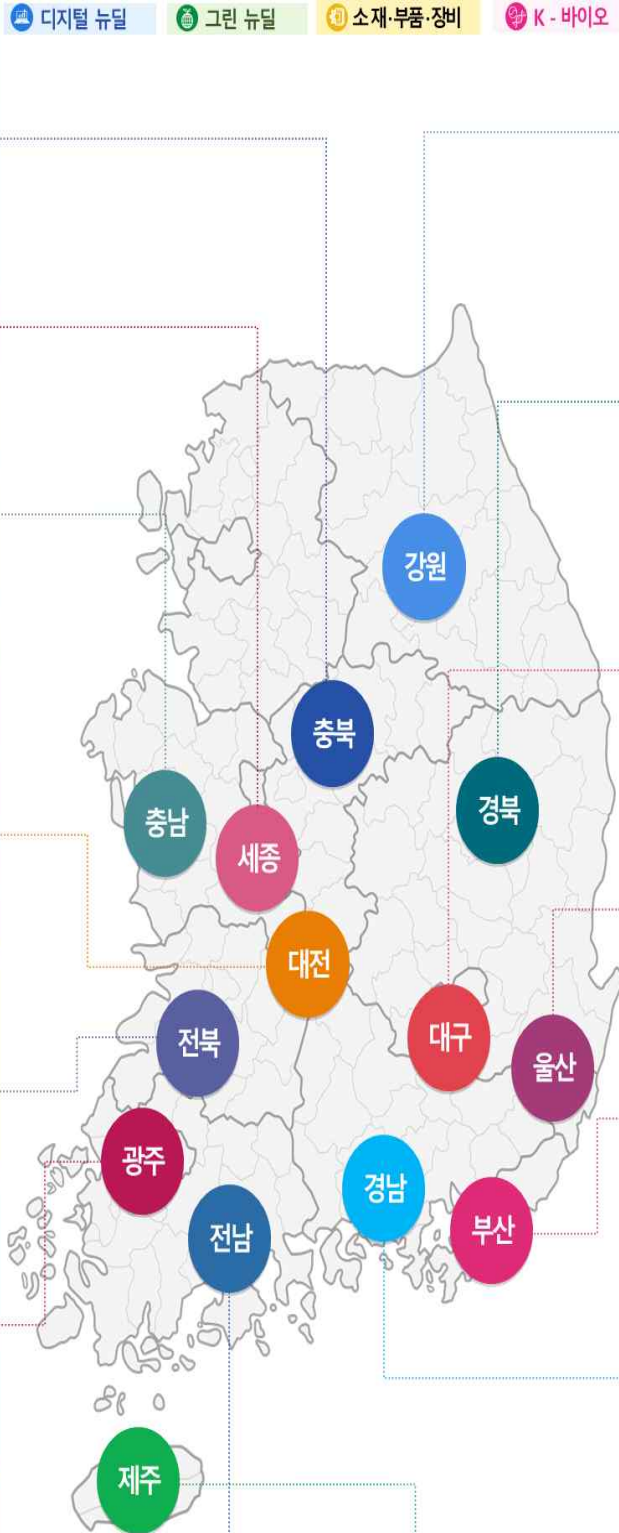 디지털 뉴딜 그린 뉴딜 소재·부품·장비 K - 바이오
강원
충북
경북
충남
세종
대전
대구
전북
울산
광주
경남
부산
전남
제주